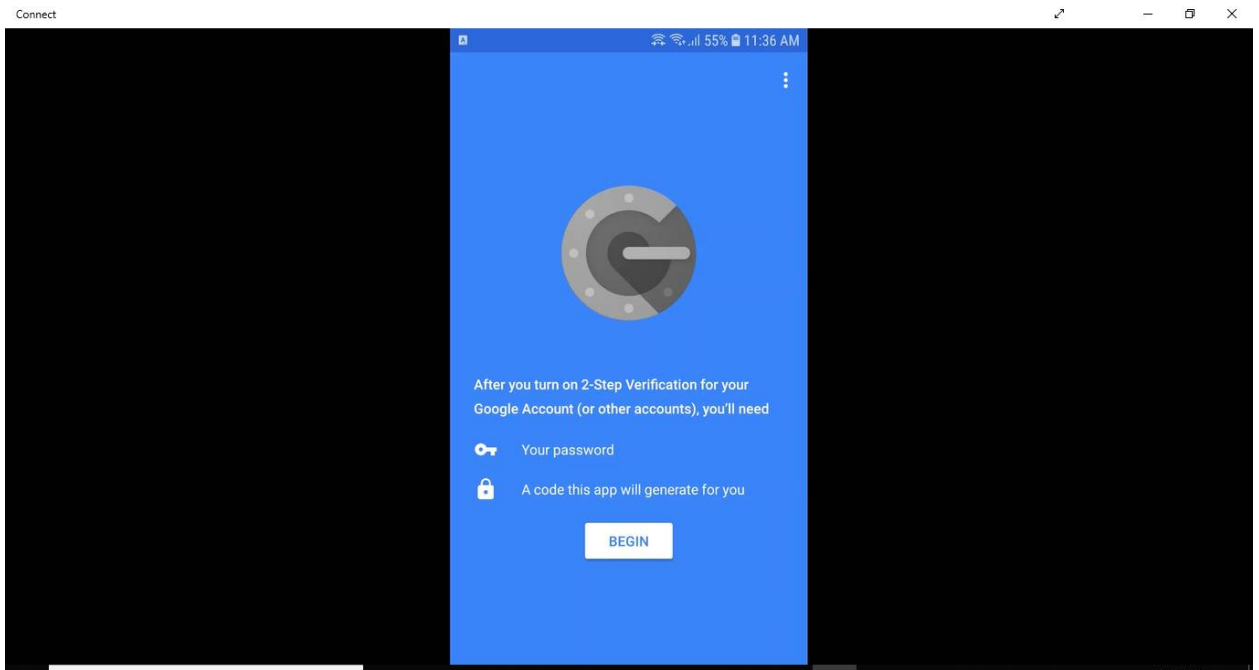 Connect
A
55% 11:36 AM
After you turn on 2-Step Verification for your
Google Account (or other accounts), you'll need
Your password
A code this app will generate for you
BEGIN